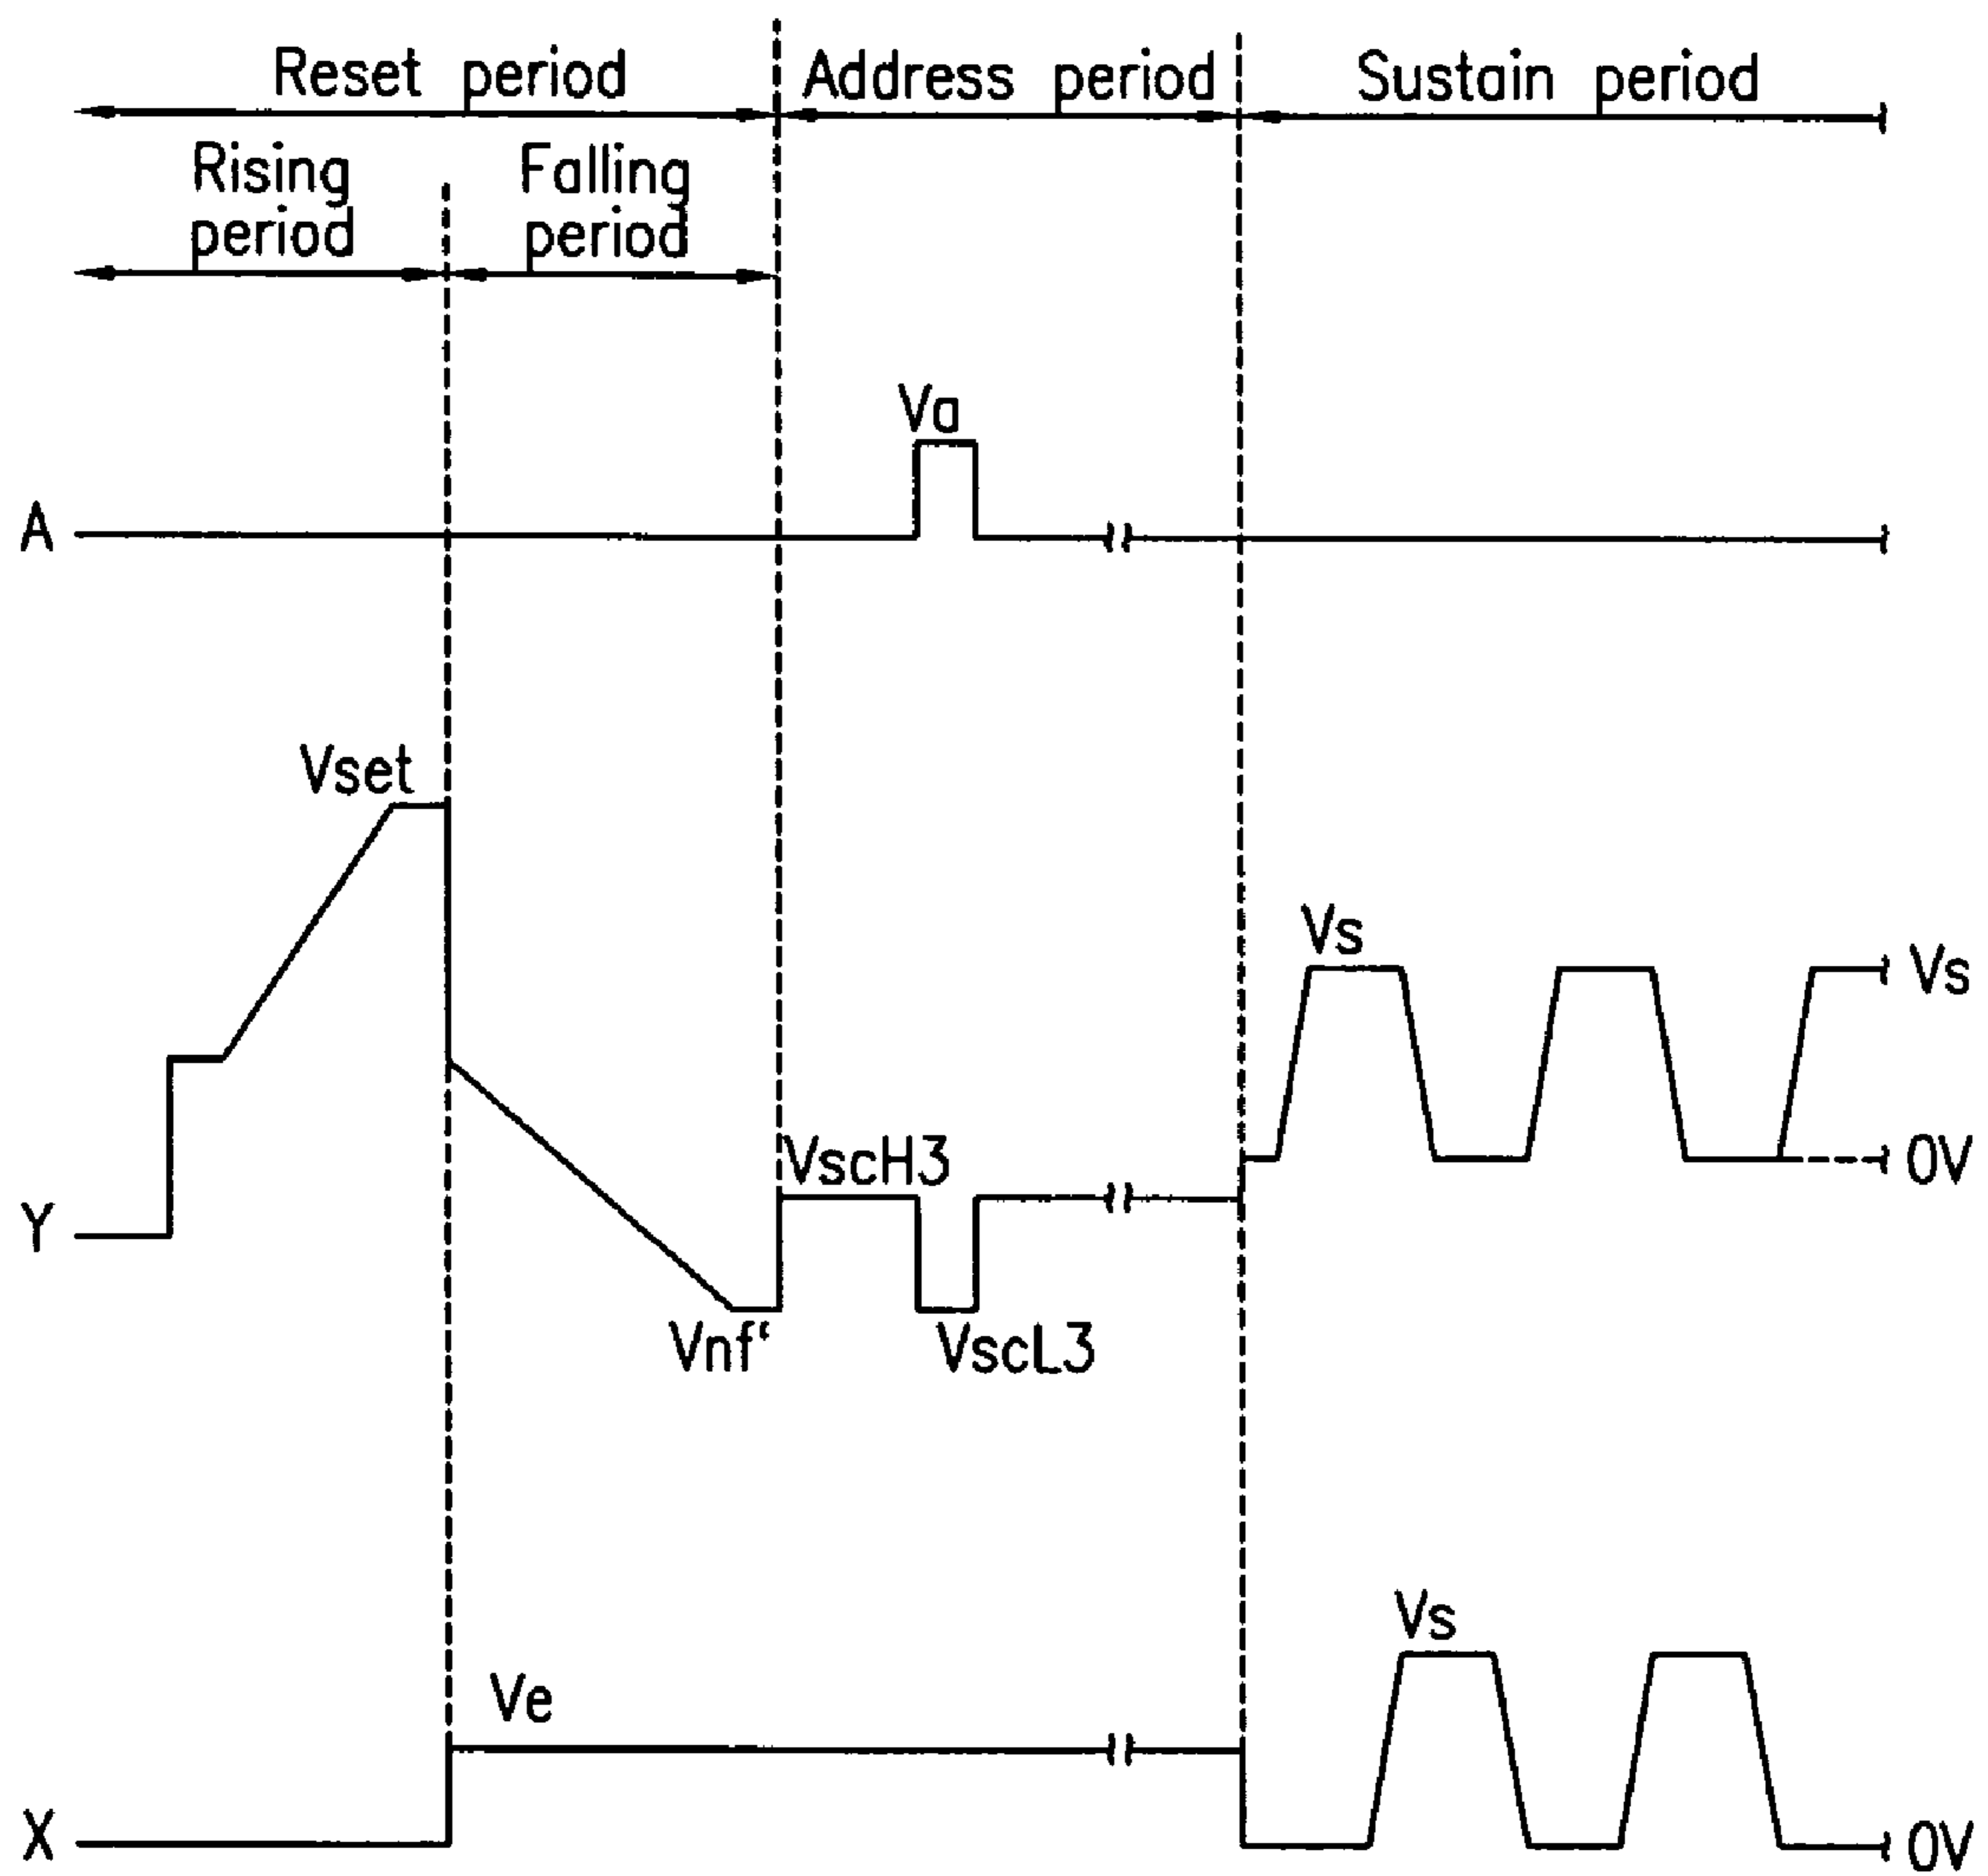 Reset period
Address period
Sustain period
Rising
period
Falling
period
Va
A
Vset
Vs
Vs
VscH3
0V
Y
Vnf‘
VscL3
Vs
Ve
X
0V